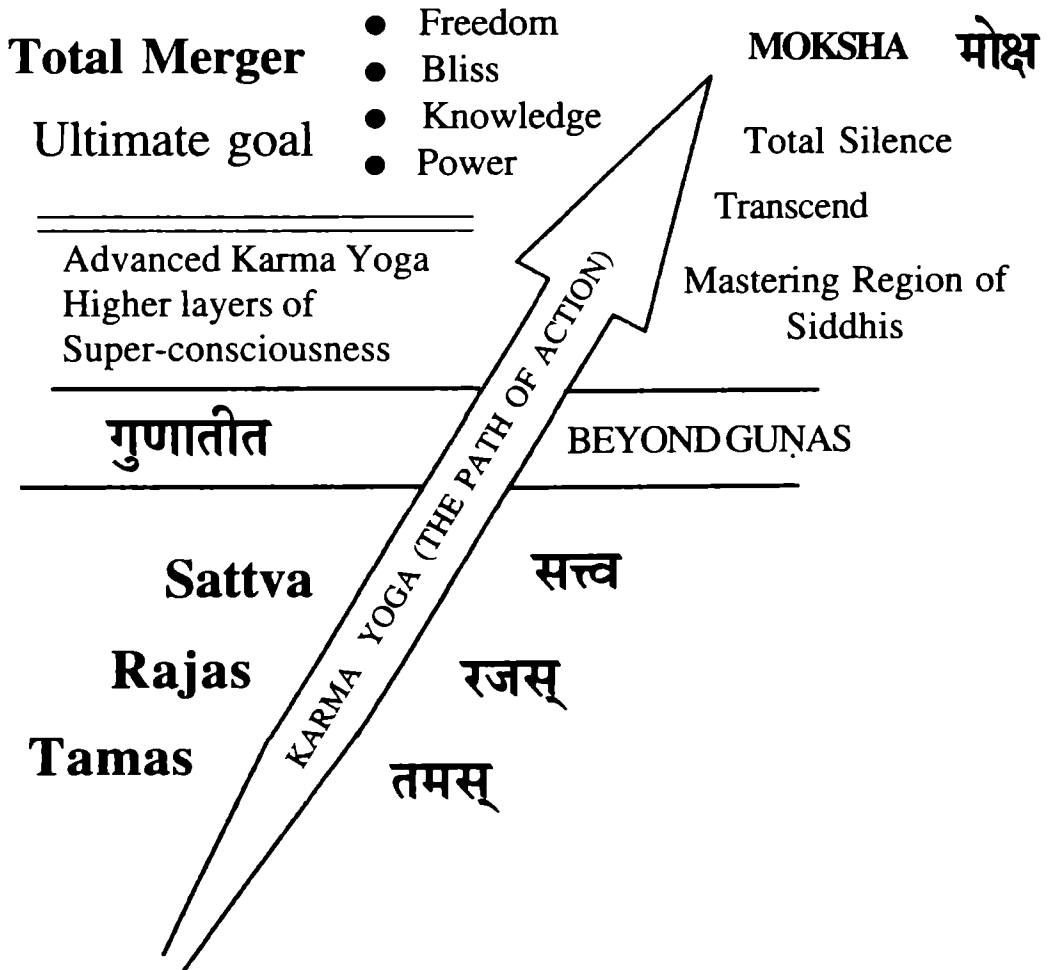 Total Merger
Ultimate goal
● Freedom
● Bliss
● Knowledge
● Power
MOKSHA मोक्ष
Total Silence
Transcend
Mastering Region of
Siddhis
Advanced Karma Yoga
Higher layers of
Super-consciousness
गुणातीत
BEYOND GUṆAS
KARMA YOGA (THE PATH OF ACTION)
Sattva सत्त्व
Rajas रजस्
Tamas तमस्